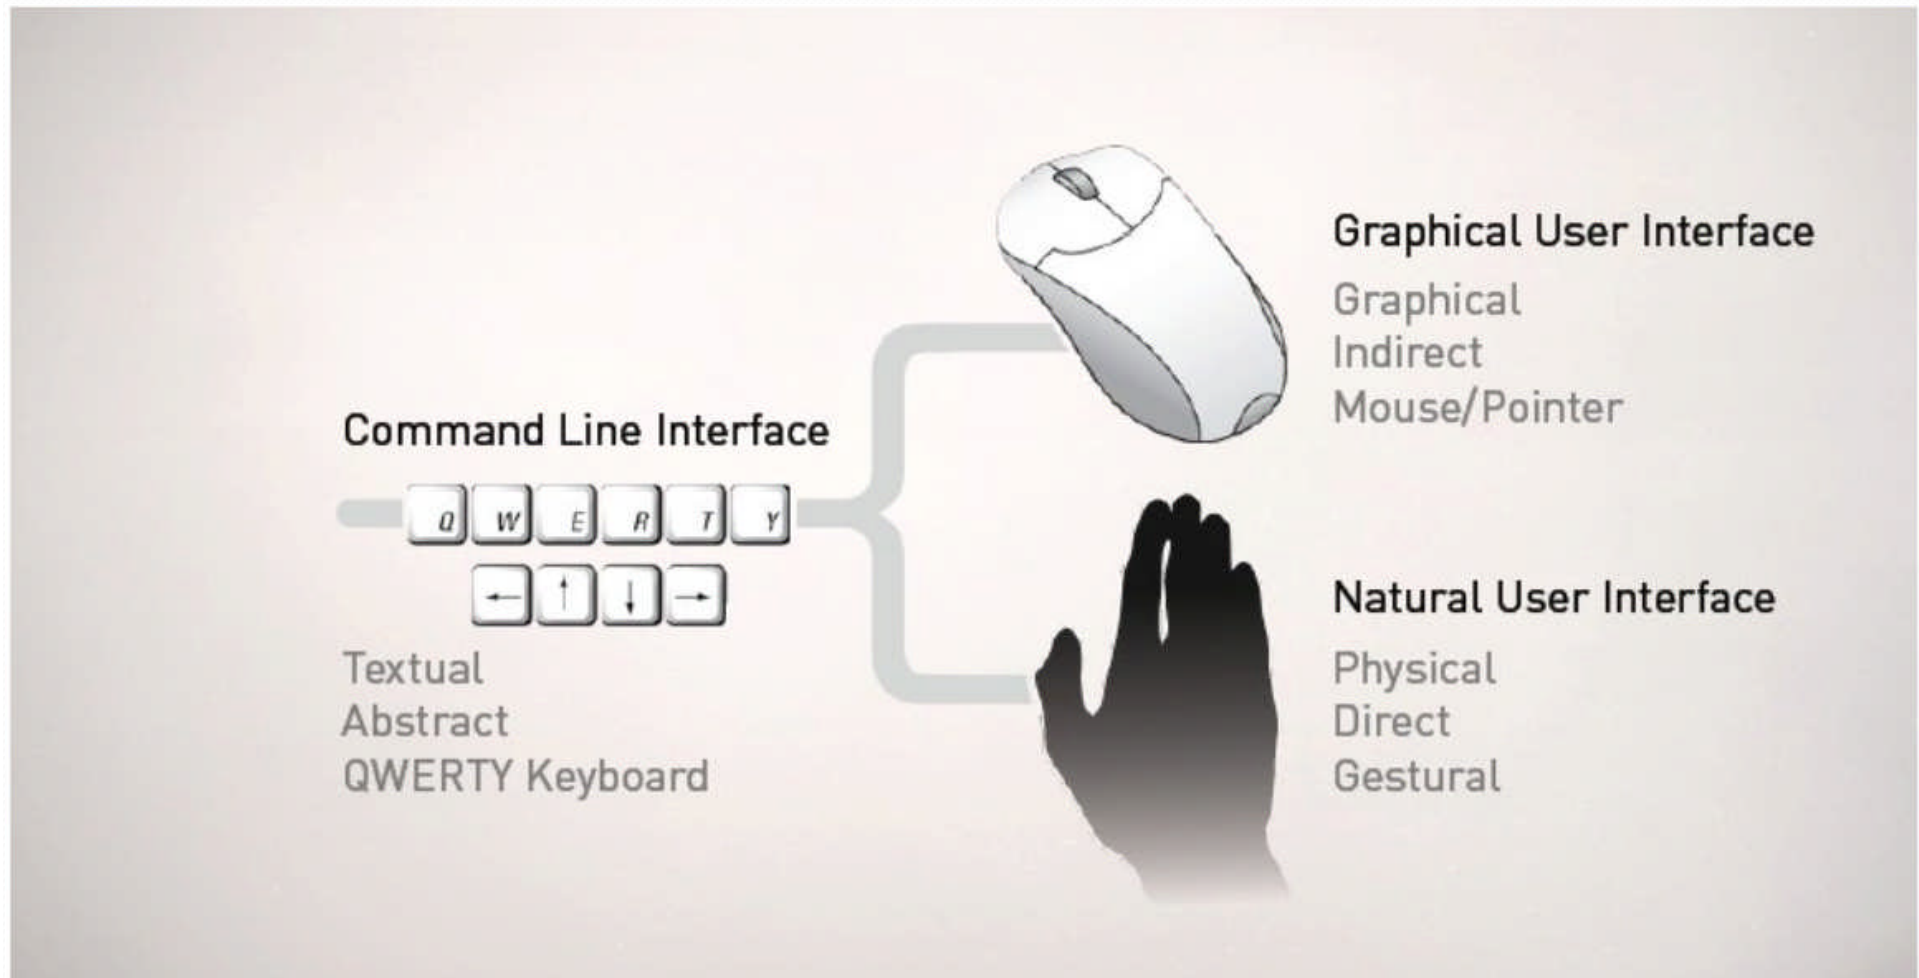 Command Line Interface
Q W E R T Y
← ↑ ↓ →
Textual
Abstract
QWERTY Keyboard
Graphical User Interface
Graphical
Indirect
Mouse/Pointer
Natural User Interface
Physical
Direct
Gestural